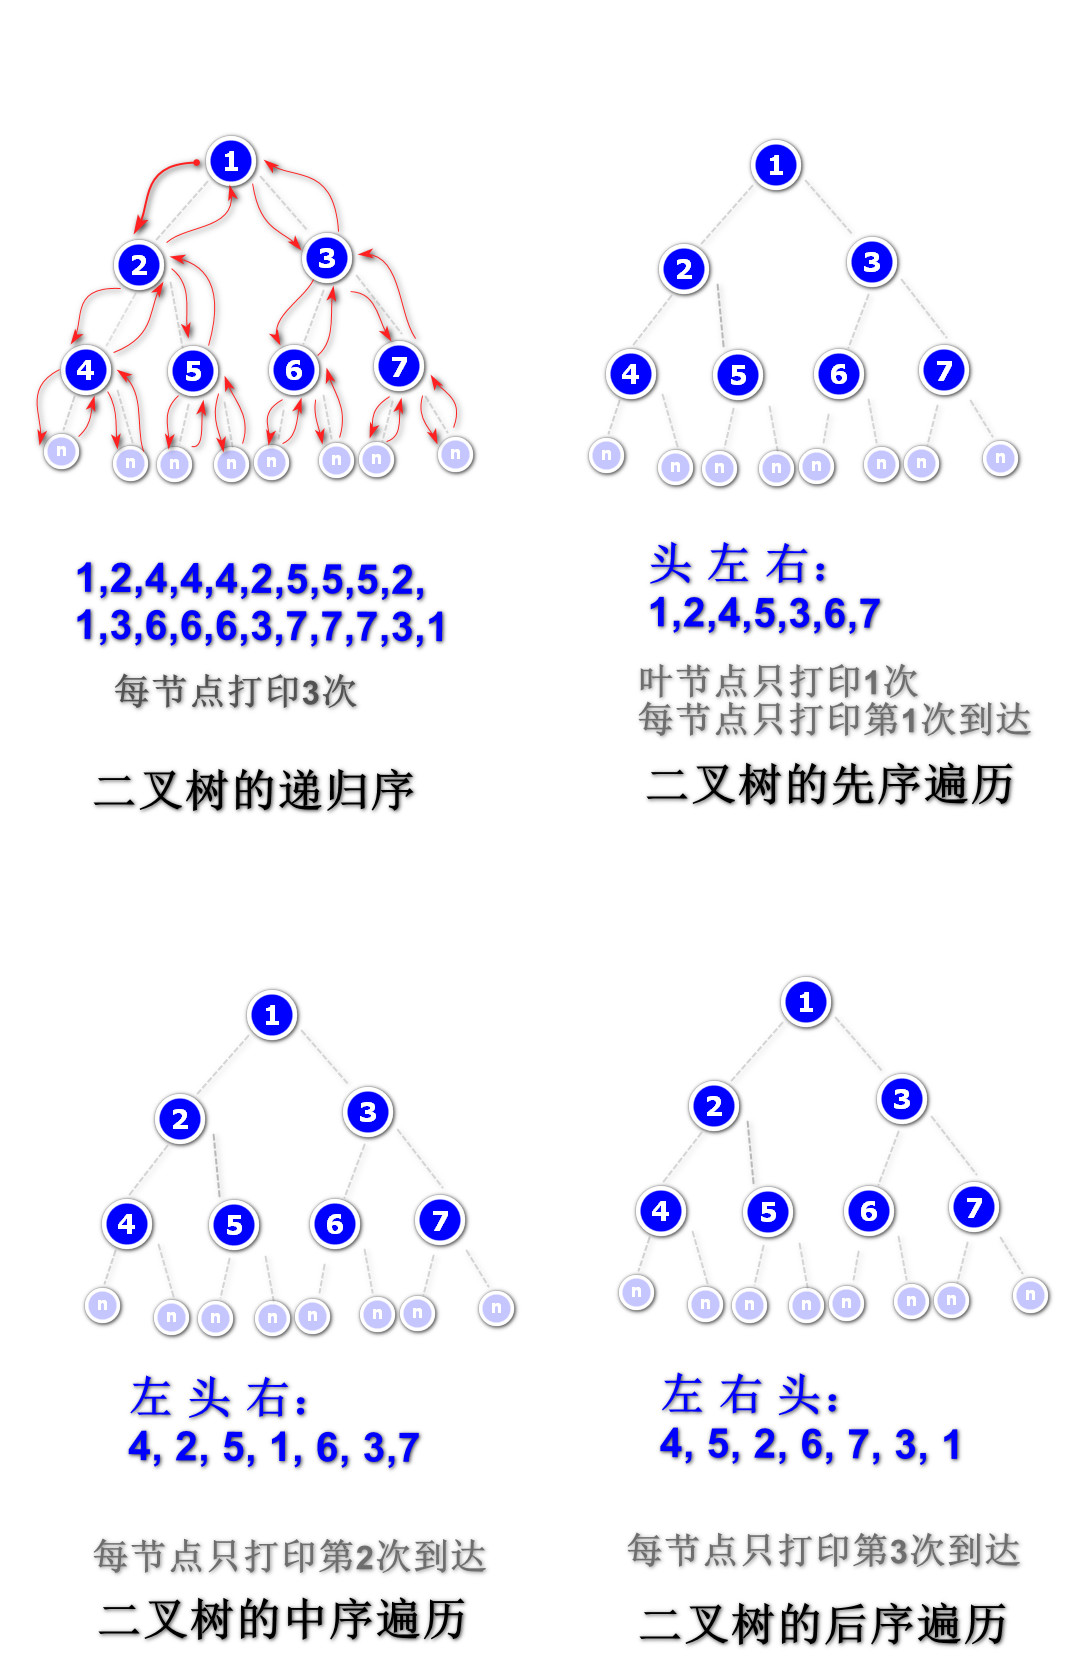 1
2
3
4
5
6
7
n
n
n
n
n
n
n
n
1,2,4,4,4,2,5,5,5,2,
1,3,6,6,6,3,7,7,7,3,1
每节点打印3次
二叉树的递归序
1
2
3
4
5
6
7
n
n
n
n
n
n
n
n
头 左 右：
1,2,4,5,3,6,7
叶节点只打印1次
每节点只打印第1次到达
二叉树的先序遍历
1
2
3
4
5
6
7
n
n
n
n
n
n
n
n
左 头 右：
4, 2, 5, 1, 6, 3,7
每节点只打印第2次到达
二叉树的中序遍历
1
2
3
4
5
6
7
n
n
n
n
n
n
n
n
左 右 头：
4, 5, 2, 6, 7, 3, 1
每节点只打印第3次到达
二叉树的后序遍历